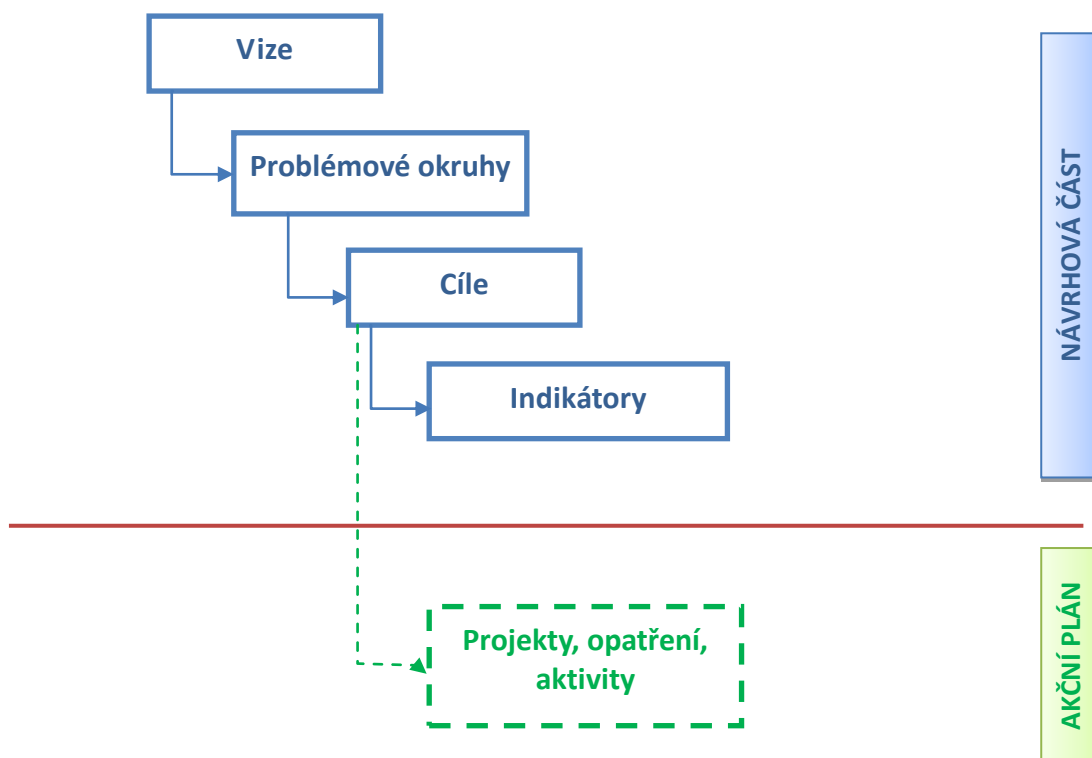 Vize
Problémové okruhy
Cíle
Indikátory
NÁVRHOVÁ ČÁST
Projekty, opatření,
aktivity
AKČNÍ PLÁN